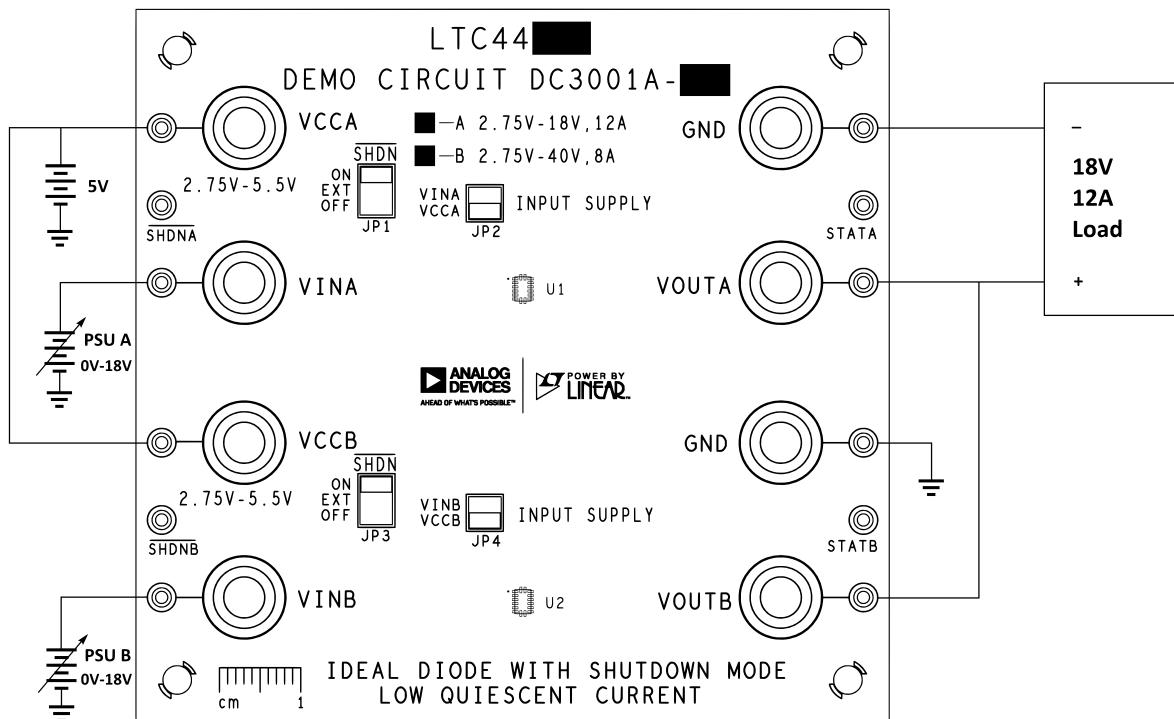 LTC44
DEMO CIRCUIT DC3001A-
VCCA
-A 2.75V-18V,12A
GND
-
5V
2.75V-5.5V
SHDN
-B 2.75V-40V,8A
18V
12A
Load
ON
EXT
OFF
VINA
VCCA
INPUT SUPPLY
SHDNA
JP1
JP2
STATA
VINA
U1
VOUTA
+
PSU A
0V-18V
ANALOG
DEVICES
AHEAD OF WHAT'S POSSIBLE™
POWER BY
LINEAR™
VCCB
GND
2.75V-5.5V
SHDN
ON
EXT
OFF
VINB
VCCB
INPUT SUPPLY
SHDNB
JP3
JP4
STATB
VINB
U2
VOUTB
PSU B
0V-18V
cm 1
IDEAL DIODE WITH SHUTDOWN MODE
LOW QUIESCENT CURRENT